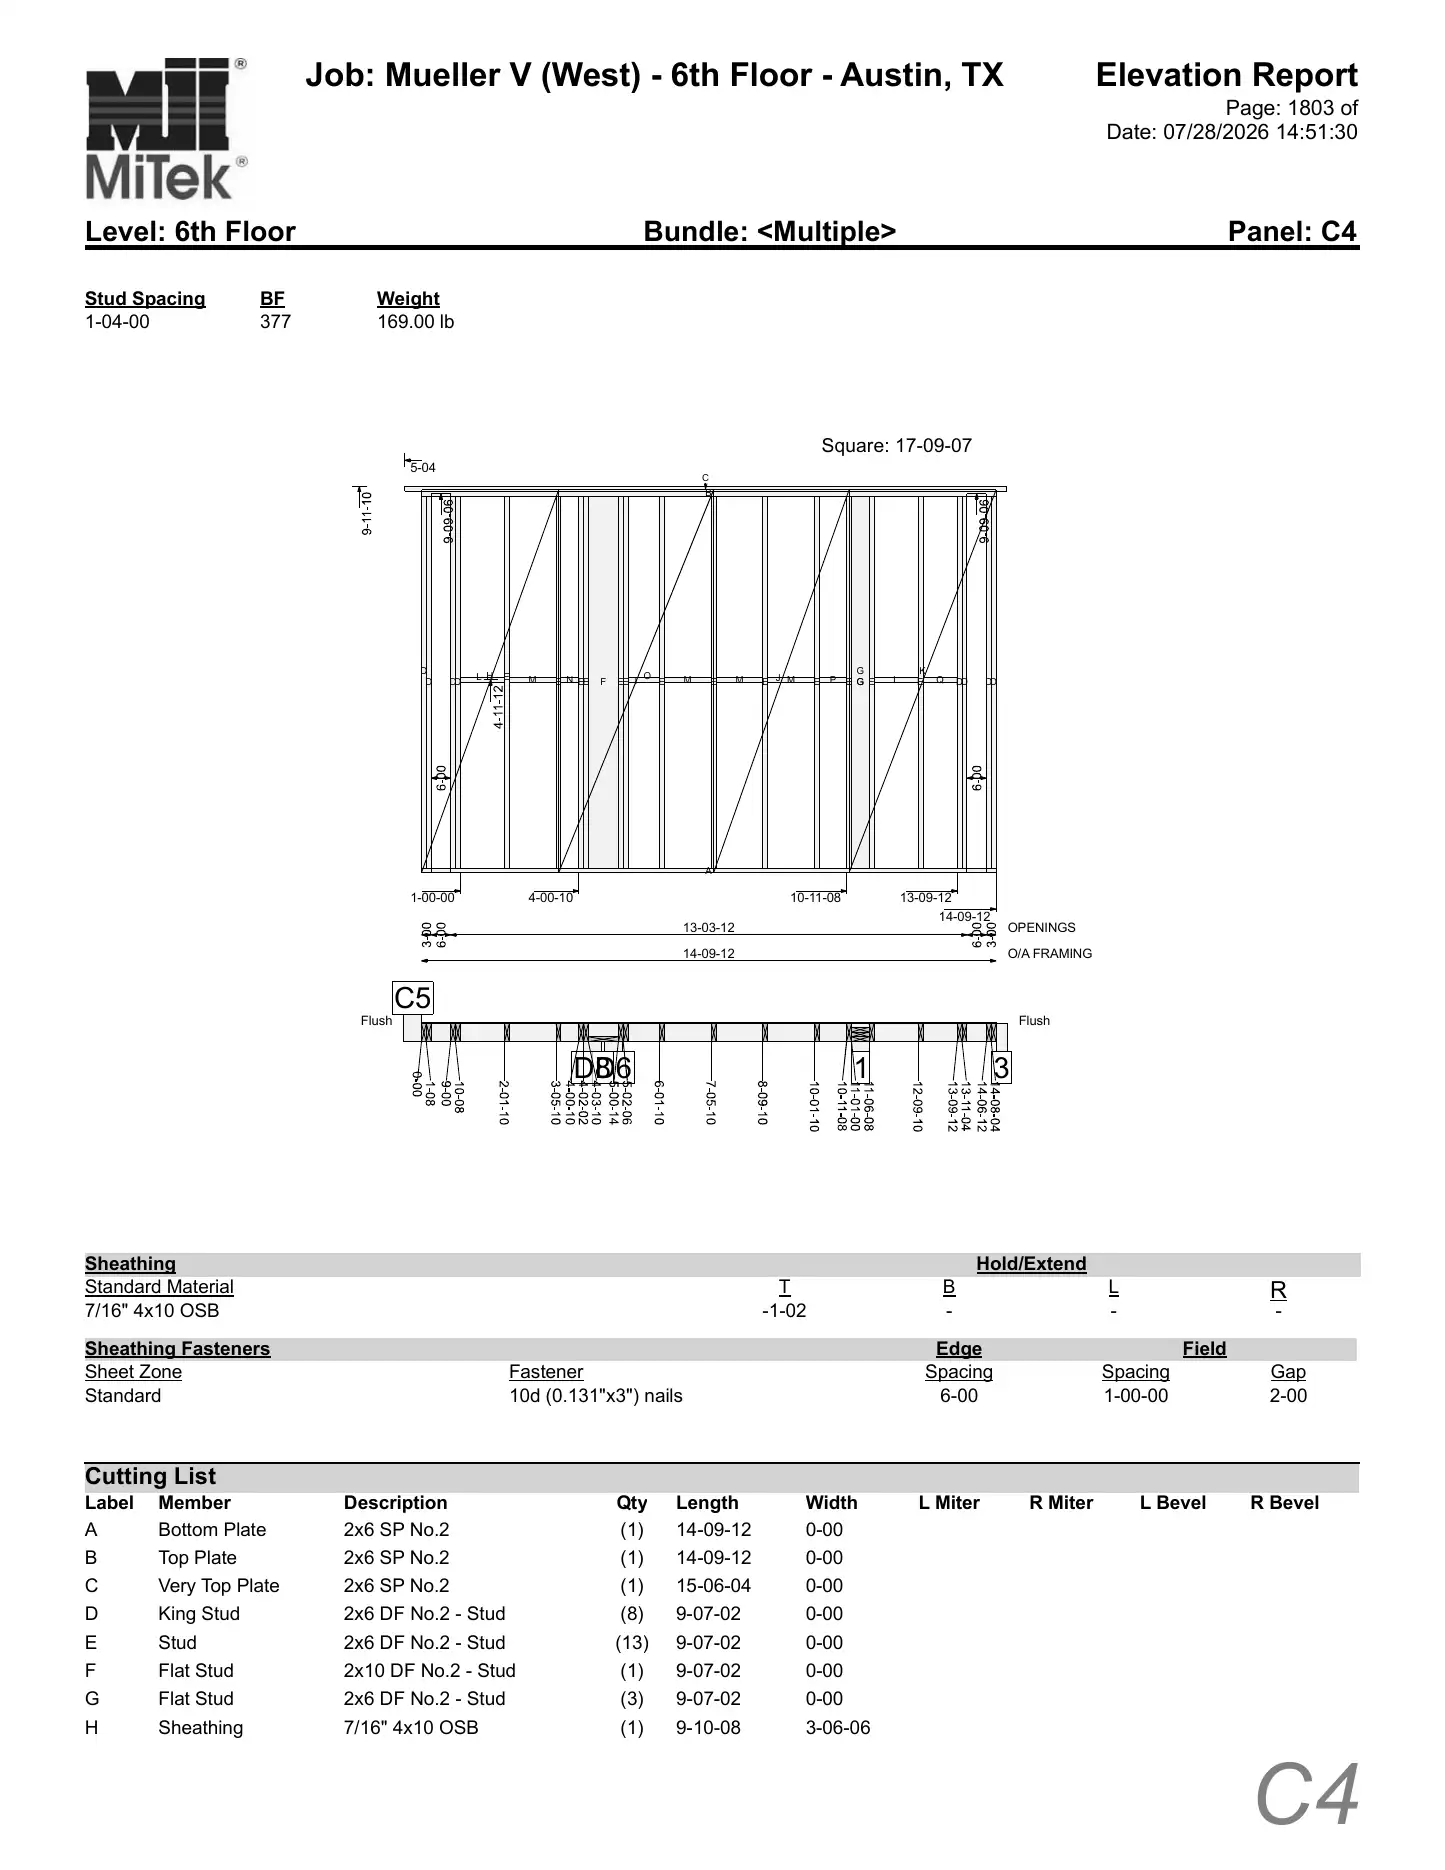 Job: Mueller V (West) - 6th Floor - Austin, TX
Elevation Report
Page: 1803 of
Date: 07/28/2026 14:51:30
MiTek®
Level: 6th Floor Bundle: <Multiple> Panel: C4
Stud Spacing BF Weight
1-04-00 377 169.00 lb
Square: 17-09-07
5-04
C
B
9-11-10
9-09-06
9-09-06
D
G
K
L H E M N F O M M J M P G I Q D
4-11-12
6-00
6-00
A
1-00-00 4-00-10 10-11-08 13-09-12
14-09-12
3-00 6-00 13-03-12 6-00 3-00 OPENINGS
14-09-12 O/A FRAMING
C5
Flush Flush
1 3
0-00 1-08 9-00 10-08 2-01-10 3-05-10 4-00-10 4-02-02 4-03-10 5-00-14 5-02-06 6-01-10 7-05-10 8-09-10 10-01-10 10-11-08 11-01-00 11-06-08 12-09-10 13-09-12 13-11-04 14-06-12 14-08-04
Sheathing Hold/Extend
Standard Material T B L R
7/16" 4x10 OSB -1-02 - - -
Sheathing Fasteners Edge Field
Sheet Zone Fastener Spacing Spacing Gap
Standard 10d (0.131"x3") nails 6-00 1-00-00 2-00
Cutting List
Label Member Description Qty Length Width L Miter R Miter L Bevel R Bevel
A Bottom Plate 2x6 SP No.2 (1) 14-09-12 0-00
B Top Plate 2x6 SP No.2 (1) 14-09-12 0-00
C Very Top Plate 2x6 SP No.2 (1) 15-06-04 0-00
D King Stud 2x6 DF No.2 - Stud (8) 9-07-02 0-00
E Stud 2x6 DF No.2 - Stud (13) 9-07-02 0-00
F Flat Stud 2x10 DF No.2 - Stud (1) 9-07-02 0-00
G Flat Stud 2x6 DF No.2 - Stud (3) 9-07-02 0-00
H Sheathing 7/16" 4x10 OSB (1) 9-10-08 3-06-06
C4